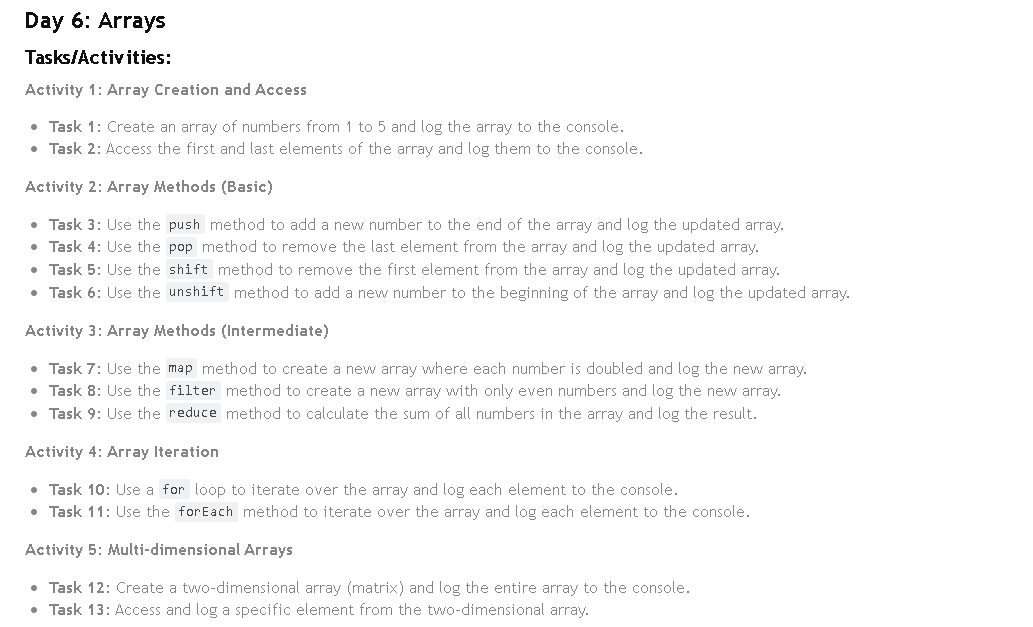 Day 6: Arrays
Tasks/Activities:
Activity 1: Array Creation and Access
• Task 1: Create an array of numbers from 1 to 5 and log the array to the console.
• Task 2: Access the first and last elements of the array and log them to the console.
Activity 2: Array Methods (Basic)
• Task 3: Use the push method to add a new number to the end of the array and log the updated array.
• Task 4: Use the pop method to remove the last element from the array and log the updated array.
• Task 5: Use the shift method to remove the first element from the array and log the updated array.
• Task 6: Use the unshift method to add a new number to the beginning of the array and log the updated array.
Activity 3: Array Methods (Intermediate)
• Task 7: Use the map method to create a new array where each number is doubled and log the new array.
• Task 8: Use the filter method to create a new array with only even numbers and log the new array.
• Task 9: Use the reduce method to calculate the sum of all numbers in the array and log the result.
Activity 4: Array Iteration
• Task 10: Use a for loop to iterate over the array and log each element to the console.
• Task 11: Use the forEach method to iterate over the array and log each element to the console.
Activity 5: Multi-dimensional Arrays
• Task 12: Create a two-dimensional array (matrix) and log the entire array to the console.
• Task 13: Access and log a specific element from the two-dimensional array.